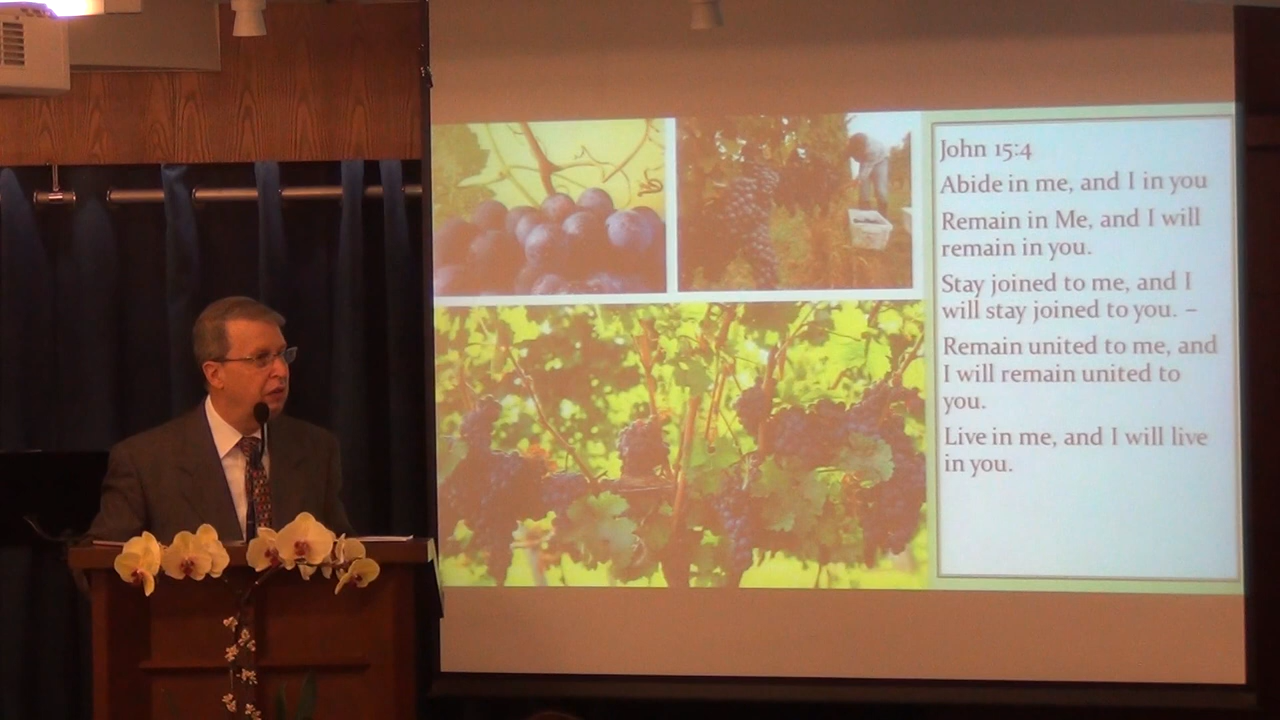 John 15:4
Abide in me, and I in you
Remain in Me, and I will
remain in you.
Stay joined to me, and I
will stay joined to you. –
Remain united to me, and
I will remain united to
you.
Live in me, and I will live
in you.